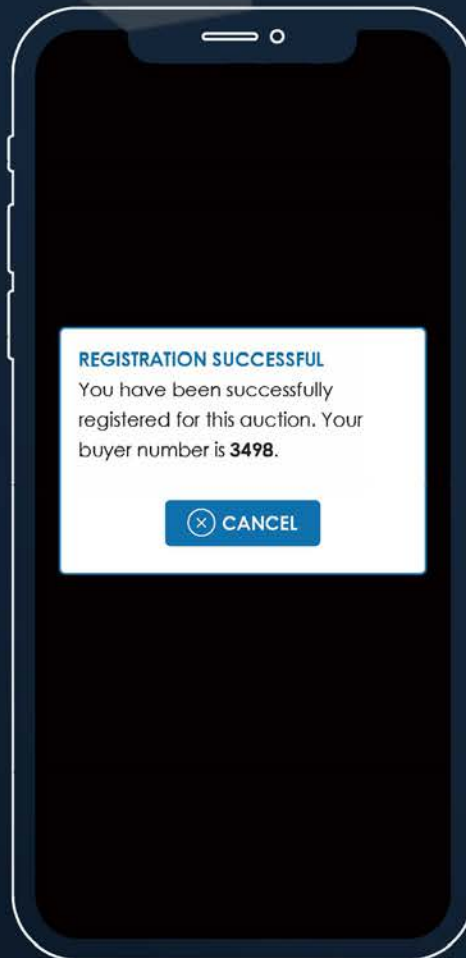 REGISTRATION SUCCESSFUL
You have been successfully
registered for this auction. Your
buyer number is 3498.
CANCEL